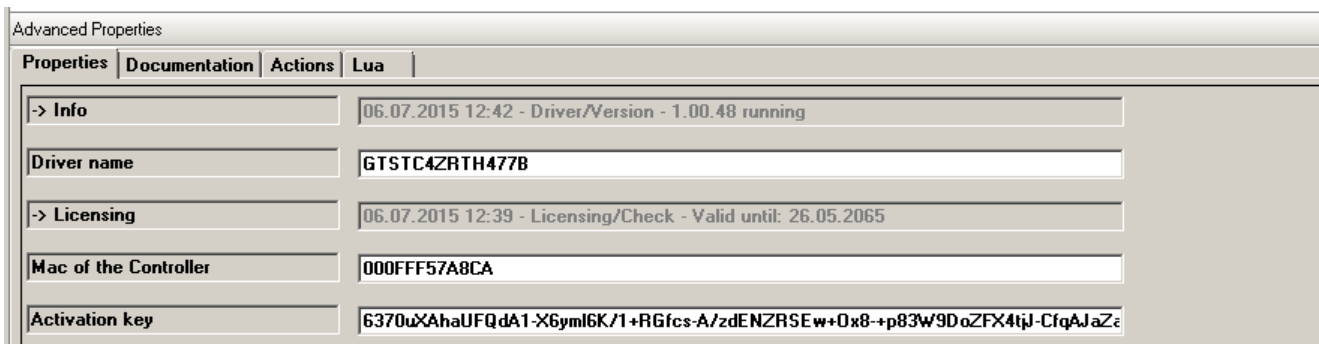 Advanced Properties
Properties Documentation Actions Lua
-> Info 06.07.2015 12:42 - Driver/Version - 1.00.48 running
Driver name GTSTC4ZRTH477B
-> Licensing 06.07.2015 12:39 - Licensing/Check - Valid until: 26.05.2065
Mac of the Controller 000FFF57A8CA
Activation key 6370uXAhaUFQdA1-X6yml6K/1+RGfcs-A/zdENZRSEw+Ox8-+p83W9DoZFX4tjJ-CfqAJaZa